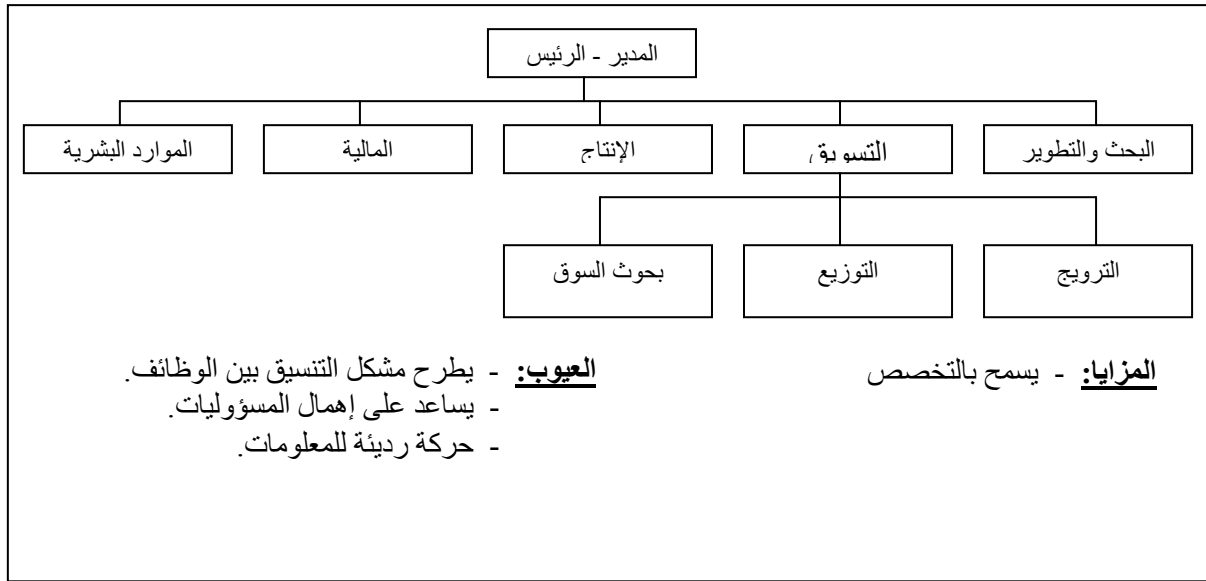 المدير - الرئيس
البحث والتطوير
التسويق
الإنتاج
المالية
الموارد البشرية
الترويج
التوزيع
بحوث السوق
المزايا: - يسمح بالتخصص
العيوب: - يطرح مشكل التنسيق بين الوظائف.
- يساعد على إهمال المسؤوليات.
- حركة رديئة للمعلومات.